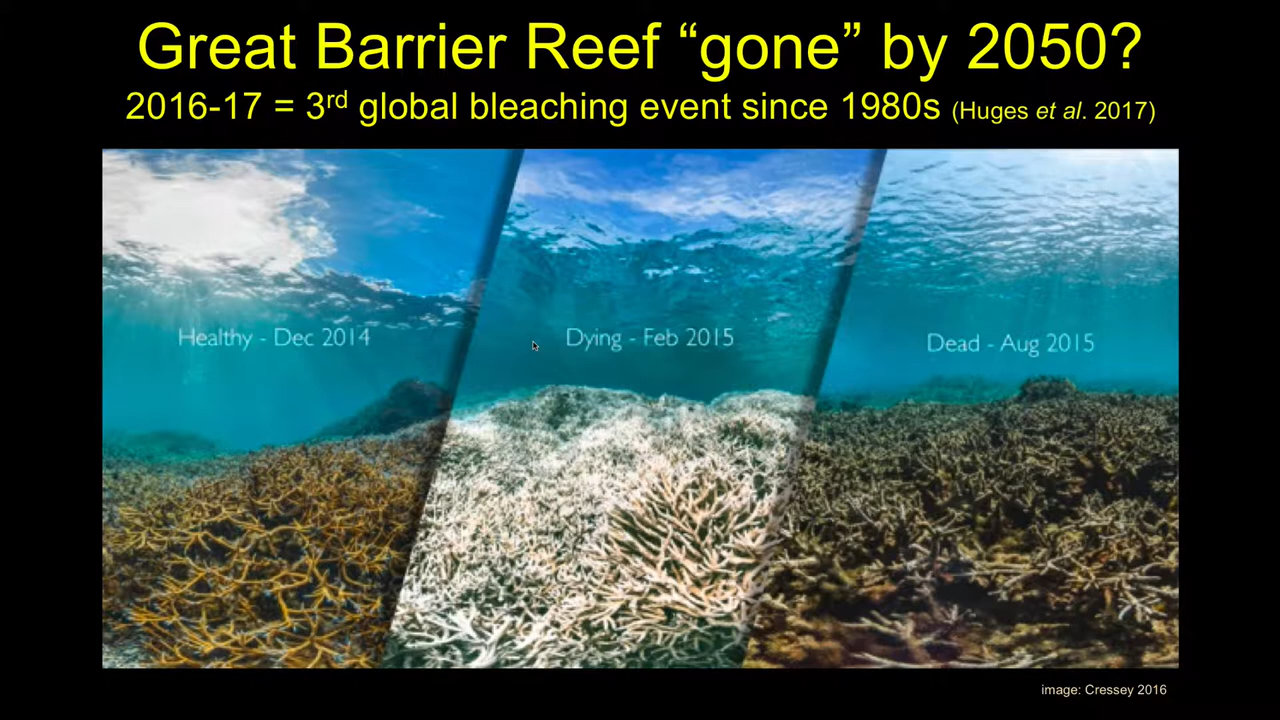 Great Barrier Reef “gone” by 2050?
2016-17 = 3rd global bleaching event since 1980s (Huges et al. 2017)
Healthy - Dec 2014
Dying - Feb 2015
Dead - Aug 2015
image: Cressey 2016